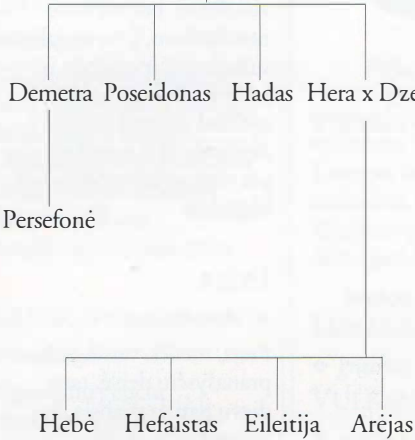 Demetra Poseidonas Hadas Hera x Dze
Persefonė
Hebė Hefaistas Eileitija Arėjas